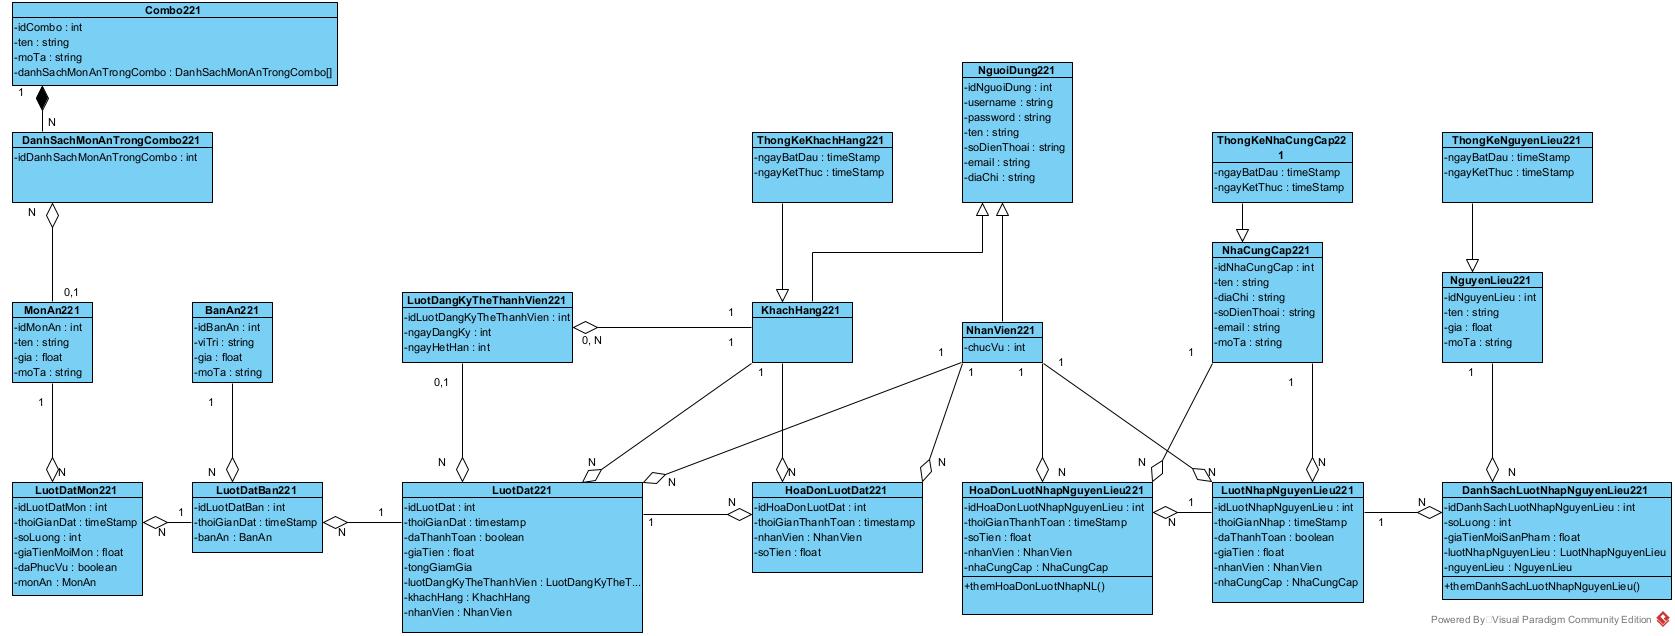 Combo221
-idCombo : int
-ten : string
-moTa : string
-danhSachMonAnTrongCombo : DanhSachMonAnTrongCombo[]
1
N
DanhSachMonAnTrongCombo221
-idDanhSachMonAnTrongCombo : int
N
0,1
MonAn221
-idMonAn : int
-ten : string
-gia : float
-moTa : string
1
N
BanAn221
-idBanAn : int
-viTri : string
-gia : float
-moTa : string
1
N
LuotDangKyTheThanhVien221
-idLuotDangKyTheThanhVien : int
-ngayDangKy : int
-ngayHetHan : int
0, N
1
0,1
N
ThongKeKhachHang221
-ngayBatDau : timeStamp
-ngayKetThuc : timeStamp
KhachHang221
1
1
N
N
NguoiDung221
-idNguoiDung : int
-username : string
-password : string
-ten : string
-soDienThoai : string
-email : string
-diaChi : string
NhanVien221
-chucVu : int
1
1
1
1
N
N
N
N
ThongKeNhaCungCap22
1
-ngayBatDau : timeStamp
-ngayKetThuc : timeStamp
NhaCungCap221
-idNhaCungCap : int
-ten : string
-diaChi : string
-soDienThoai : string
-email : string
-moTa : string
1
1
N
N
ThongKeNguyenLieu221
-ngayBatDau : timeStamp
-ngayKetThuc : timeStamp
NguyenLieu221
-idNguyenLieu : int
-ten : string
-gia : float
-moTa : string
1
N
LuotDatMon221
-idLuotDatMon : int
-thoiGianDat : timeStamp
-soLuong : int
-giaTienMoiMon : float
-daPhucVu : boolean
-monAn : MonAn
N
1
LuotDatBan221
-idLuotDatBan : int
-thoiGianDat : timeStamp
-banAn : BanAn
N
1
LuotDat221
-idLuotDat : int
-thoiGianDat : timestamp
-daThanhToan : boolean
-giaTien : float
-tongGiamGia
-luotDangKyTheThanhVien : LuotDangKyTheT...
-khachHang : KhachHang
-nhanVien : NhanVien
1
N
HoaDonLuotDat221
-idHoaDonLuotDat : int
-thoiGianThanhToan : timestamp
-nhanVien : NhanVien
-soTien : float
HoaDonLuotNhapNguyenLieu221
-idHoaDonLuotNhapNguyenLieu : int
-thoiGianThanhToan : timeStamp
-soTien : float
-nhanVien : NhanVien
-nhaCungCap : NhaCungCap
+themHoaDonLuotNhapNL()
N
1
LuotNhapNguyenLieu221
-idLuotNhapNguyenLieu : int
-thoiGianNhap : timeStamp
-daThanhToan : boolean
-giaTien : float
-nhanVien : NhanVien
-nhaCungCap : NhaCungCap
1
N
DanhSachLuotNhapNguyenLieu221
-idDanhSachLuotNhapNguyenLieu : int
-soLuong : int
-giaTienMoiSanPham : float
-luotNhapNguyenLieu : LuotNhapNguyenLieu
-nguyenLieu : NguyenLieu
+themDanhSachLuotNhapNguyenLieu()
Powered By Visual Paradigm Community Edition